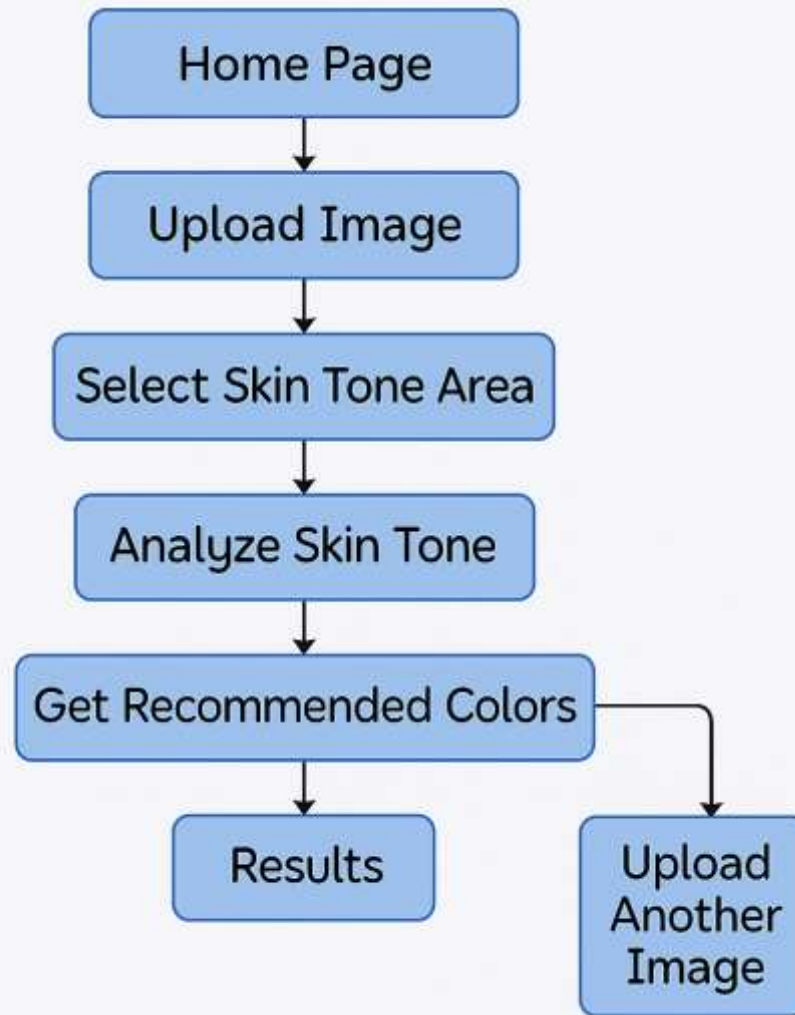 Home Page
Upload Image
Select Skin Tone Area
Analyze Skin Tone
Get Recommended Colors
Results
Upload
Another
Image